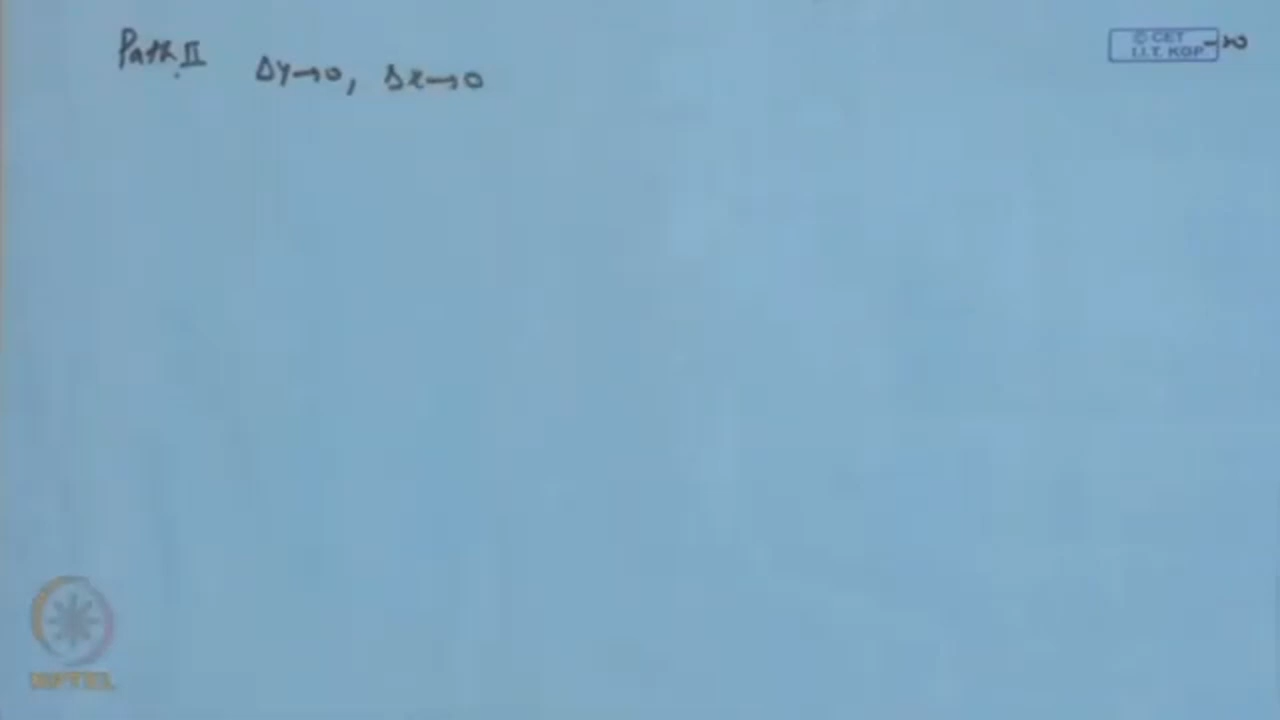 Path II Δy→0, Δx→0
© CET
I.I.T. KGP
NPTEL